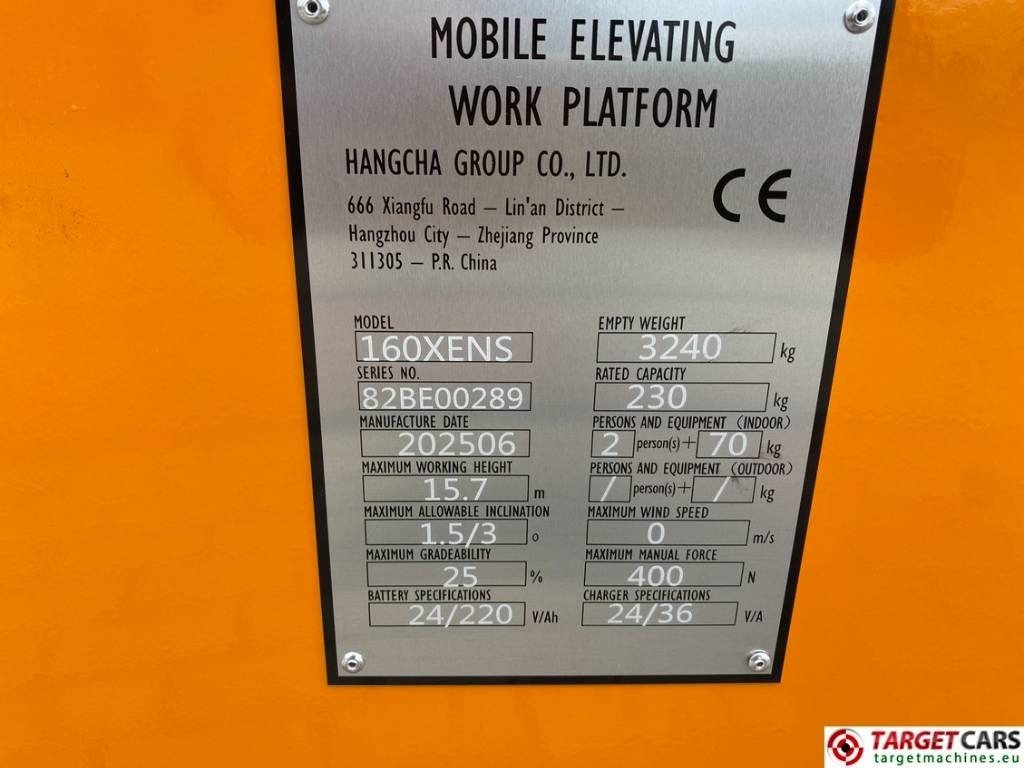 MOBILE ELEVATING
WORK PLATFORM
HANGCHA GROUP CO., LTD.
CE
666 Xiangfu Road – Lin'an District –
Hangzhou City – Zhejiang Province
311305 – P.R. China
MODEL
160XENS
SERIES NO.
82BE00289
MANUFACTURE DATE
202506
MAXIMUM WORKING HEIGHT
15.7 m
MAXIMUM ALLOWABLE INCLINATION
1.5/3 o
MAXIMUM GRADEABILITY
25 %
BATTERY SPECIFICATIONS
24/220 V/Ah
EMPTY WEIGHT
3240 kg
RATED CAPACITY
230 kg
PERSONS AND EQUIPMENT (INDOOR)
2 person(s)+ 70 kg
PERSONS AND EQUIPMENT (OUTDOOR)
/ person(s)+ / kg
MAXIMUM WIND SPEED
0 m/s
MAXIMUM MANUAL FORCE
400 N
CHARGER SPECIFICATIONS
24/36 V/A
TARGETCARS
targetmachines.eu